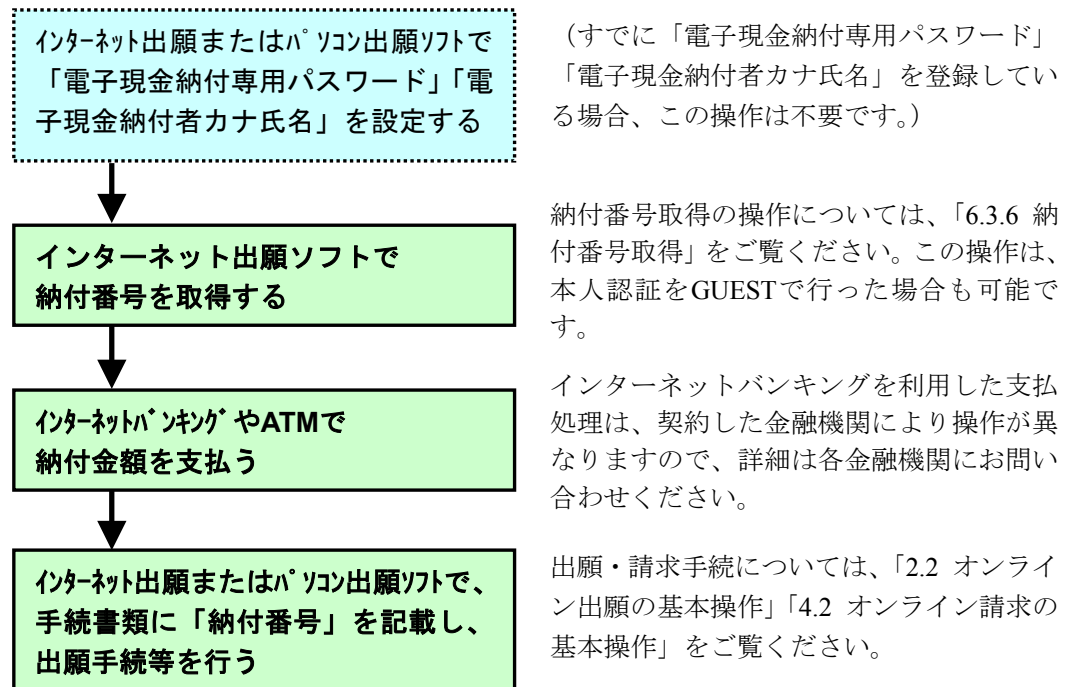 ｲﾝﾀｰﾈｯﾄ出願またはﾊﾟｿｺﾝ出願ｿﾌﾄで
「電子現金納付専用パスワード」「電
子現金納付者カナ氏名」を設定する
（すでに「電子現金納付専用パスワード」
「電子現金納付者カナ氏名」を登録してい
る場合、この操作は不要です。）
インターネット出願ソフトで
納付番号を取得する
納付番号取得の操作については、「6.3.6 納
付番号取得」をご覧ください。この操作は、
本人認証をGUESTで行った場合も可能で
す。
ｲﾝﾀｰﾈｯﾄﾊﾞﾝｷﾝｸﾞやATMで
納付金額を支払う
インターネットバンキングを利用した支払
処理は、契約した金融機関により操作が異
なりますので、詳細は各金融機関にお問い
合わせください。
ｲﾝﾀｰﾈｯﾄ出願またはﾊﾟｿｺﾝ出願ｿﾌﾄで、
手続書類に「納付番号」を記載し、
出願手続等を行う
出願・請求手続については、「2.2 オンライ
ン出願の基本操作」「4.2 オンライン請求の
基本操作」をご覧ください。